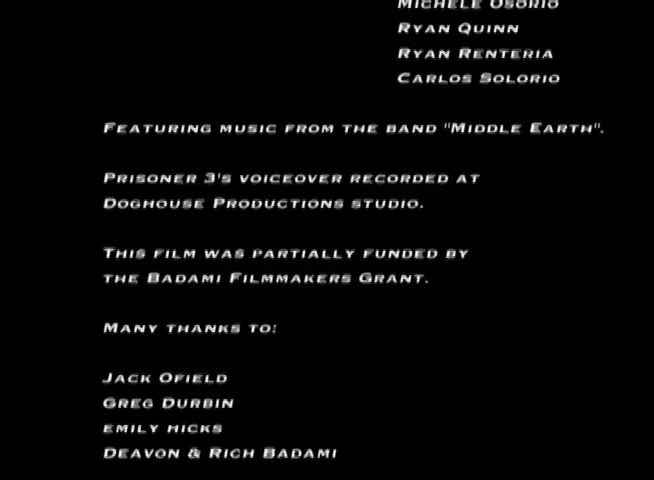 Michele Osorio
Ryan Quinn
Ryan Renteria
Carlos Solorio
Featuring music from the band "Middle Earth".
Prisoner 3's voiceover recorded at
Doghouse Productions studio.
This film was partially funded by
the Badami Filmmakers Grant.
Many thanks to:
Jack Ofield
Greg Durbin
emily hicks
Deavon & Rich Badami